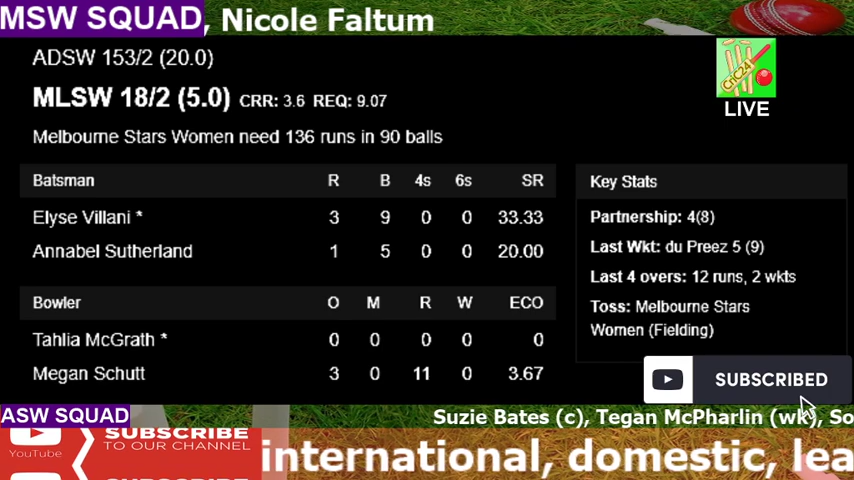 MSW SQUAD, Nicole Faltum
ADSW 153/2 (20.0)
MLSW 18/2 (5.0) CRR: 3.6 REQ: 9.07
Melbourne Stars Women need 136 runs in 90 balls
CriC24
LIVE
Batsman R B 4s 6s SR
Elyse Villani * 3 9 0 0 33.33
Annabel Sutherland 1 5 0 0 20.00
Bowler O M R W ECO
Tahlia McGrath * 0 0 0 0 0
Megan Schutt 3 0 11 0 3.67
Key Stats
Partnership: 4(8)
Last Wkt: du Preez 5 (9)
Last 4 overs: 12 runs, 2 wkts
Toss: Melbourne Stars
Women (Fielding)
SUBSCRIBED
ASW SQUAD
Suzie Bates (c), Tegan McPharlin (wk), So
YouTube
SUBSCRIBE
TO OUR CHANNEL
international, domestic, lea